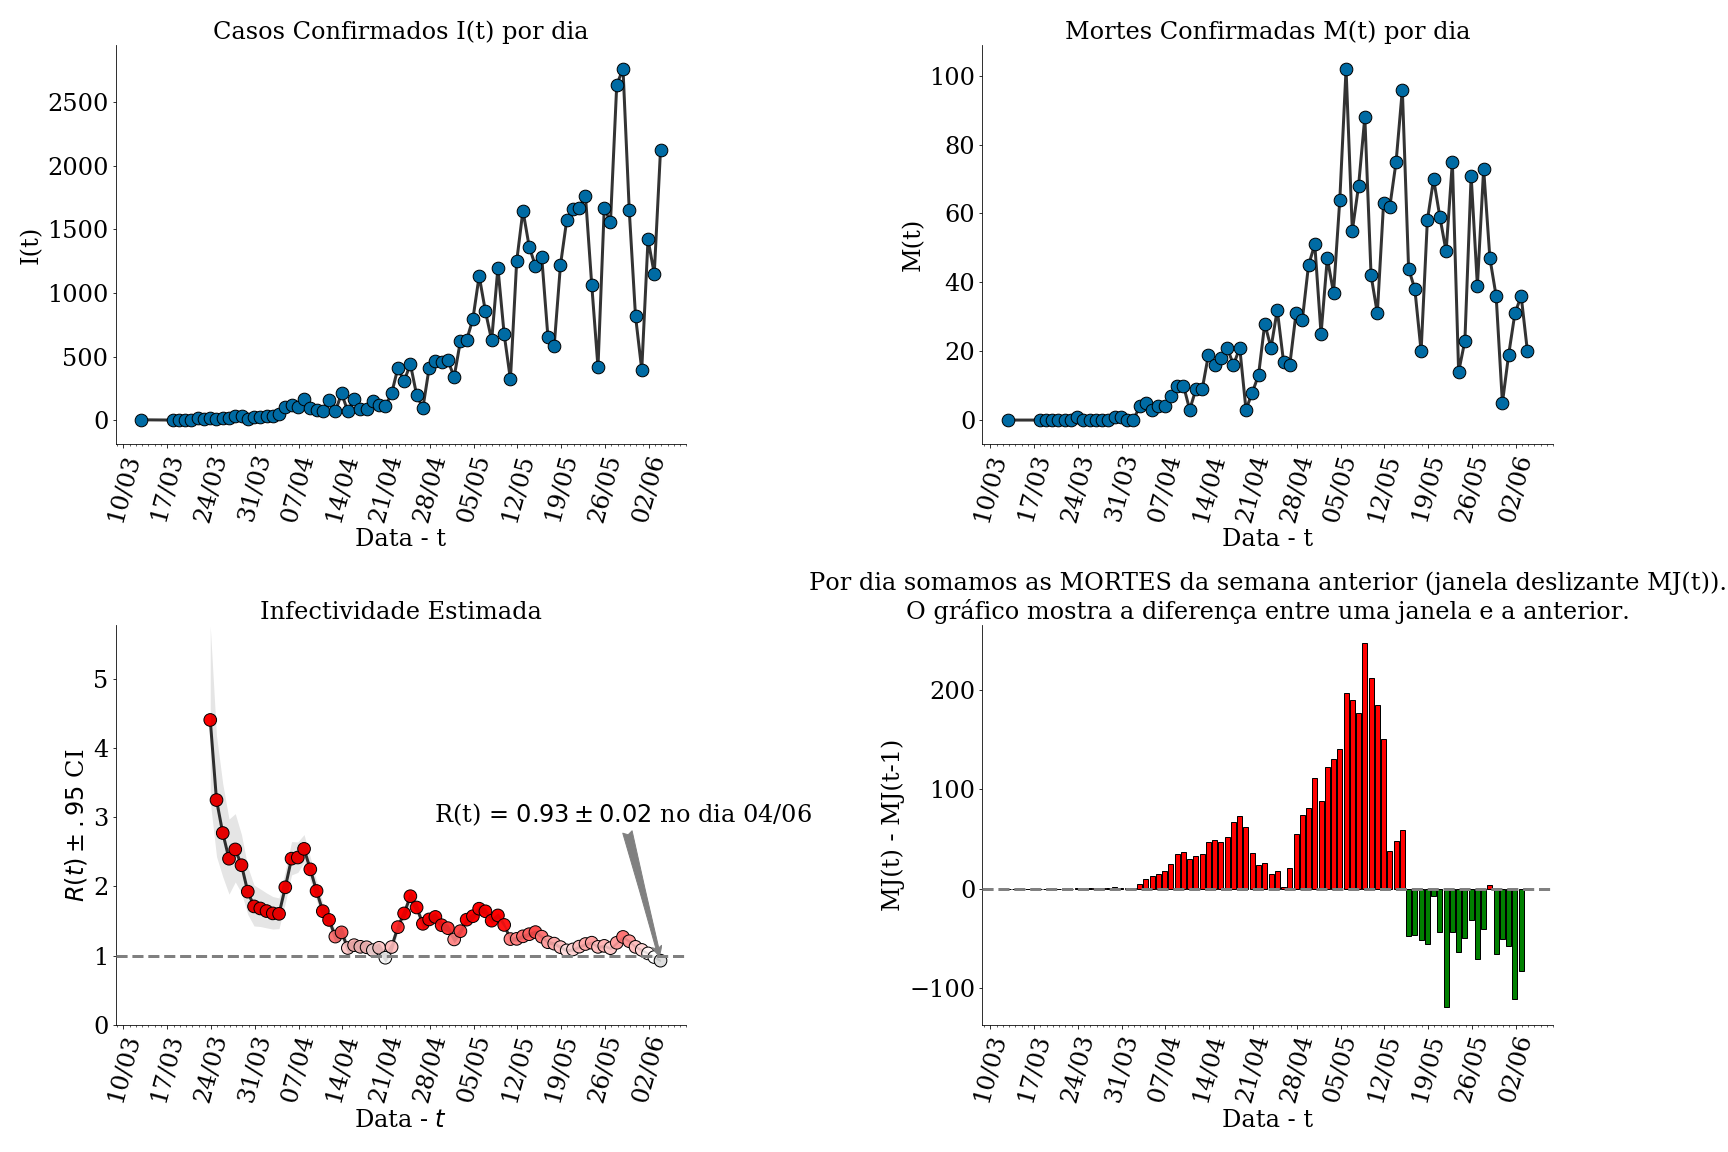 Casos Confirmados I(t) por dia
I(t)
2500
2000
1500
1000
500
0
10/03 17/03 24/03 31/03 07/04 14/04 21/04 28/04 05/05 12/05 19/05 26/05 02/06
Data - t
Mortes Confirmadas M(t) por dia
M(t)
100
80
60
40
20
0
10/03 17/03 24/03 31/03 07/04 14/04 21/04 28/04 05/05 12/05 19/05 26/05 02/06
Data - t
Infectividade Estimada
R(t) ± .95 CI
5
4
3
2
1
0
R(t) = 0.93 ± 0.02 no dia 04/06
10/03 17/03 24/03 31/03 07/04 14/04 21/04 28/04 05/05 12/05 19/05 26/05 02/06
Data - t
Por dia somamos as MORTES da semana anterior (janela deslizante MJ(t)).
O gráfico mostra a diferença entre uma janela e a anterior.
MJ(t) - MJ(t-1)
200
100
0
−100
10/03 17/03 24/03 31/03 07/04 14/04 21/04 28/04 05/05 12/05 19/05 26/05 02/06
Data - t